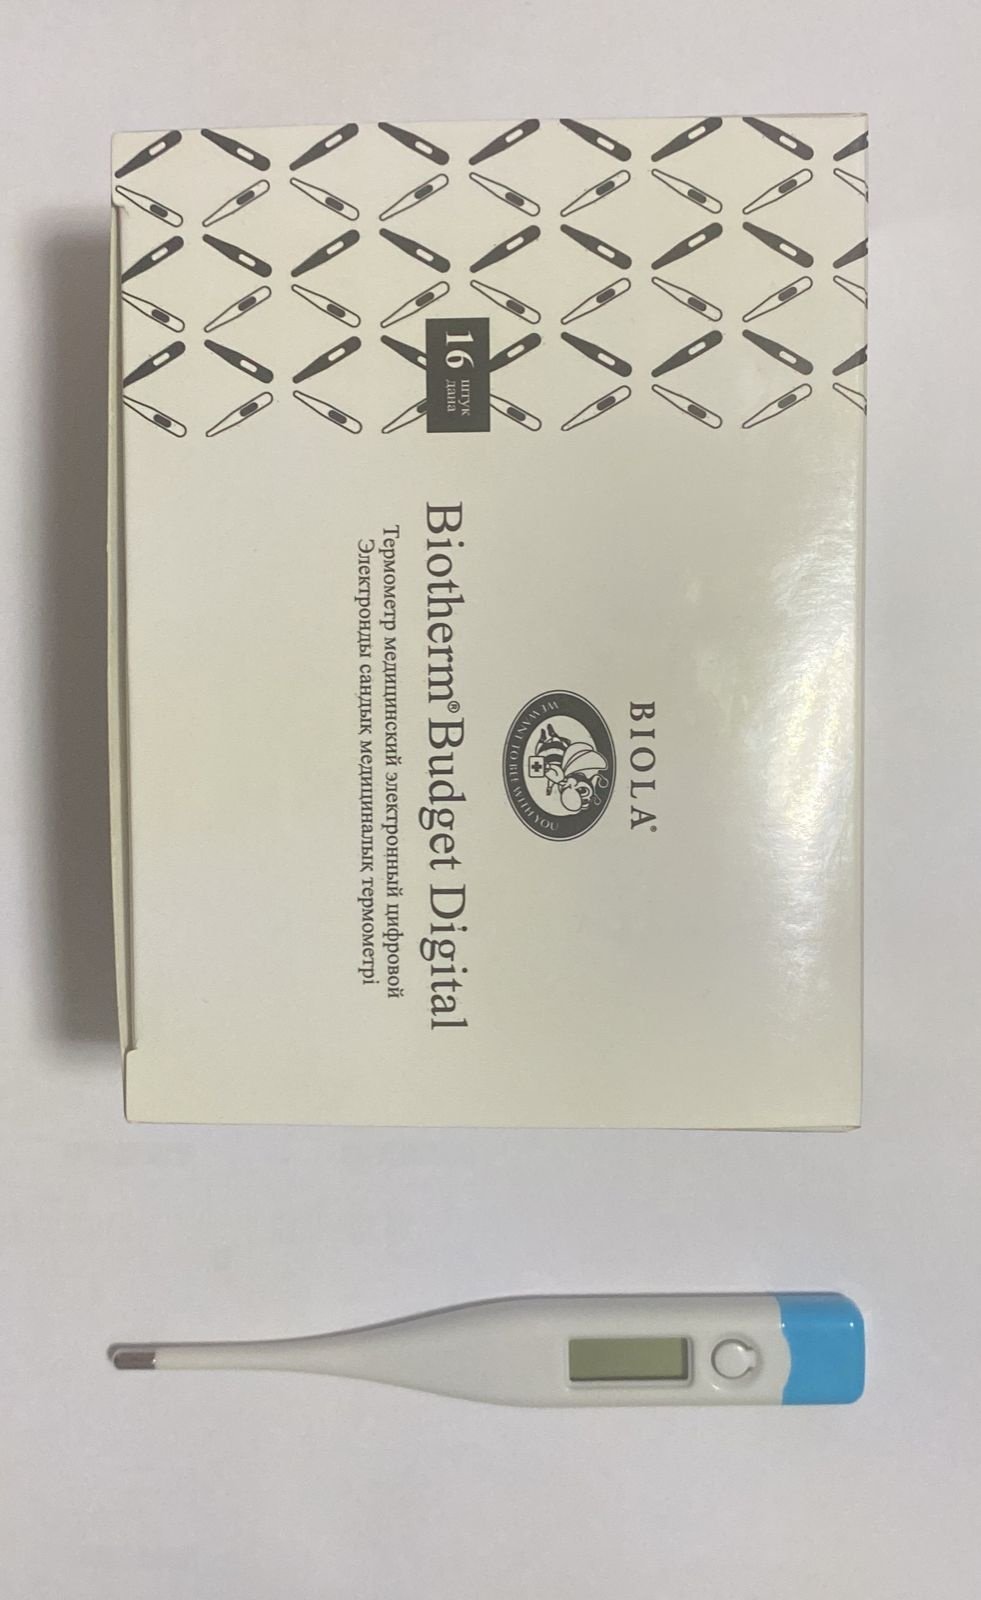 BIOLA®
WE WANT TO BEE WITH YOU
Biotherm® Budget Digital
Термометр медицинский электронный цифровой
Электронды сандық медициналық термометрі
16 штук
дана